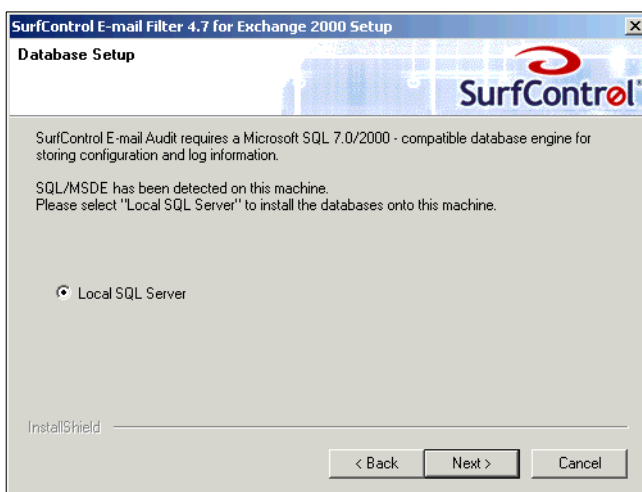 SurfControl E-mail Filter 4.7 for Exchange 2000 Setup
Database Setup
SurfControl
SurfControl E-mail Audit requires a Microsoft SQL 7.0/2000 - compatible database engine for
storing configuration and log information.
SQL/MSDE has been detected on this machine.
Please select "Local SQL Server" to install the databases onto this machine.
Local SQL Server
InstallShield
< Back
Next >
Cancel